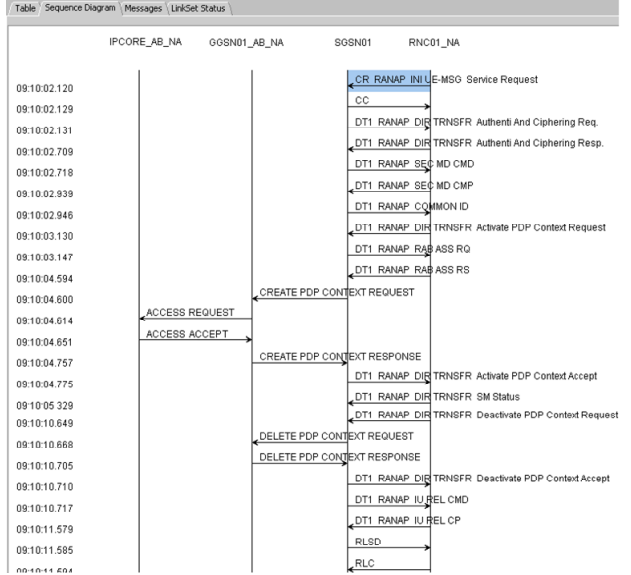 Table Sequence Diagram Messages LinkSet Status
IPCORE_AB_NA GGSN01_AB_NA SGSN01 RNC01_NA
CR RANAP INI UE-MSG Service Request
09:10:02.120
CC
09:10:02.129
DT1 RANAP DIR TRNSFR Authenti And Ciphering Req.
09:10:02.131
DT1 RANAP DIR TRNSFR Authenti And Ciphering Resp.
09:10:02.709
DT1 RANAP SEC MD CMD
09:10:02.718
DT1 RANAP SEC MD CMP
09:10:02.939
DT1 RANAP COMMON ID
09:10:02.946
DT1 RANAP DIR TRNSFR Activate PDP Context Request
09:10:03.130
DT1 RANAP RAB ASS RQ
09:10:03.147
DT1 RANAP RAB ASS RS
09:10:04.594
CREATE PDP CONTEXT REQUEST
09:10:04.600
ACCESS REQUEST
09:10:04.614
ACCESS ACCEPT
09:10:04.651
CREATE PDP CONTEXT RESPONSE
09:10:04.757
DT1 RANAP DIR TRNSFR Activate PDP Context Accept
09:10:04.775
DT1 RANAP DIR TRNSFR SM Status
09:10:05.329
DT1 RANAP DIR TRNSFR Deactivate PDP Context Request
09:10:10.649
DELETE PDP CONTEXT REQUEST
09:10:10.668
DELETE PDP CONTEXT RESPONSE
09:10:10.705
DT1 RANAP DIR TRNSFR Deactivate PDP Context Accept
09:10:10.710
DT1 RANAP IU REL CMD
09:10:10.717
DT1 RANAP IU REL CP
09:10:11.579
RLSD
09:10:11.585
RLC
09:10:11.594